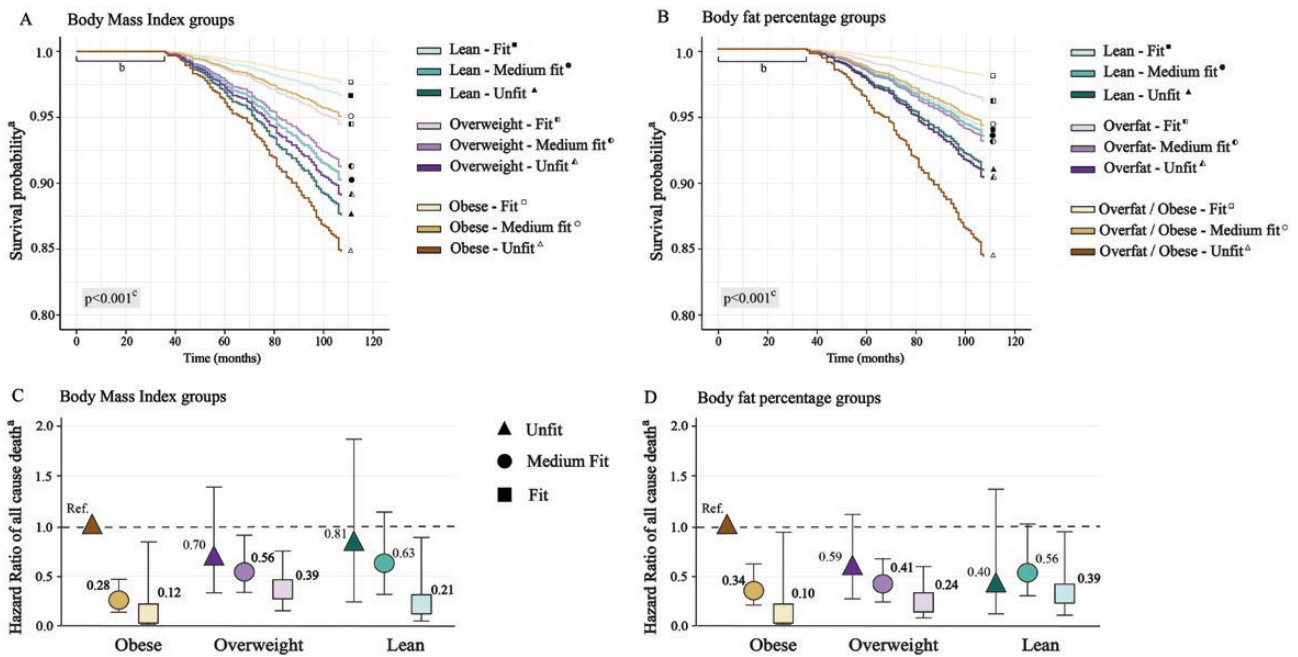 A Body Mass Index groups
Survival probabilityᵃ
1.0
0.95
0.90
0.85
0.80
b
p<0.001ᶜ
0 20 40 60 80 100 120
Time (months)
Lean - Fit■
Lean - Medium fit●
Lean - Unfit▲
Overweight - Fit◧
Overweight - Medium fit◐
Overweight - Unfit◭
Obese - Fit□
Obese - Medium fit○
Obese - Unfit△
B Body fat percentage groups
Survival probabilityᵃ
1.0
0.95
0.90
0.85
0.80
b
p<0.001ᶜ
0 20 40 60 80 100 120
Time (months)
Lean - Fit■
Lean - Medium fit●
Lean - Unfit▲
Overfat - Fit◧
Overfat- Medium fit◐
Overfat - Unfit◭
Overfat / Obese - Fit□
Overfat / Obese - Medium fit○
Overfat / Obese - Unfit△
C Body Mass Index groups
Hazard Ratio of all cause deathᵃ
2.0
1.5
1.0
0.5
0.0
Ref.
0.28
0.12
0.70
0.56
0.39
0.81
0.63
0.21
Obese Overweight Lean
Unfit
Medium Fit
Fit
D Body fat percentage groups
Hazard Ratio of all cause deathᵃ
2.0
1.5
1.0
0.5
0.0
Ref.
0.34
0.10
0.59
0.41
0.24
0.40
0.56
0.39
Obese Overweight Lean